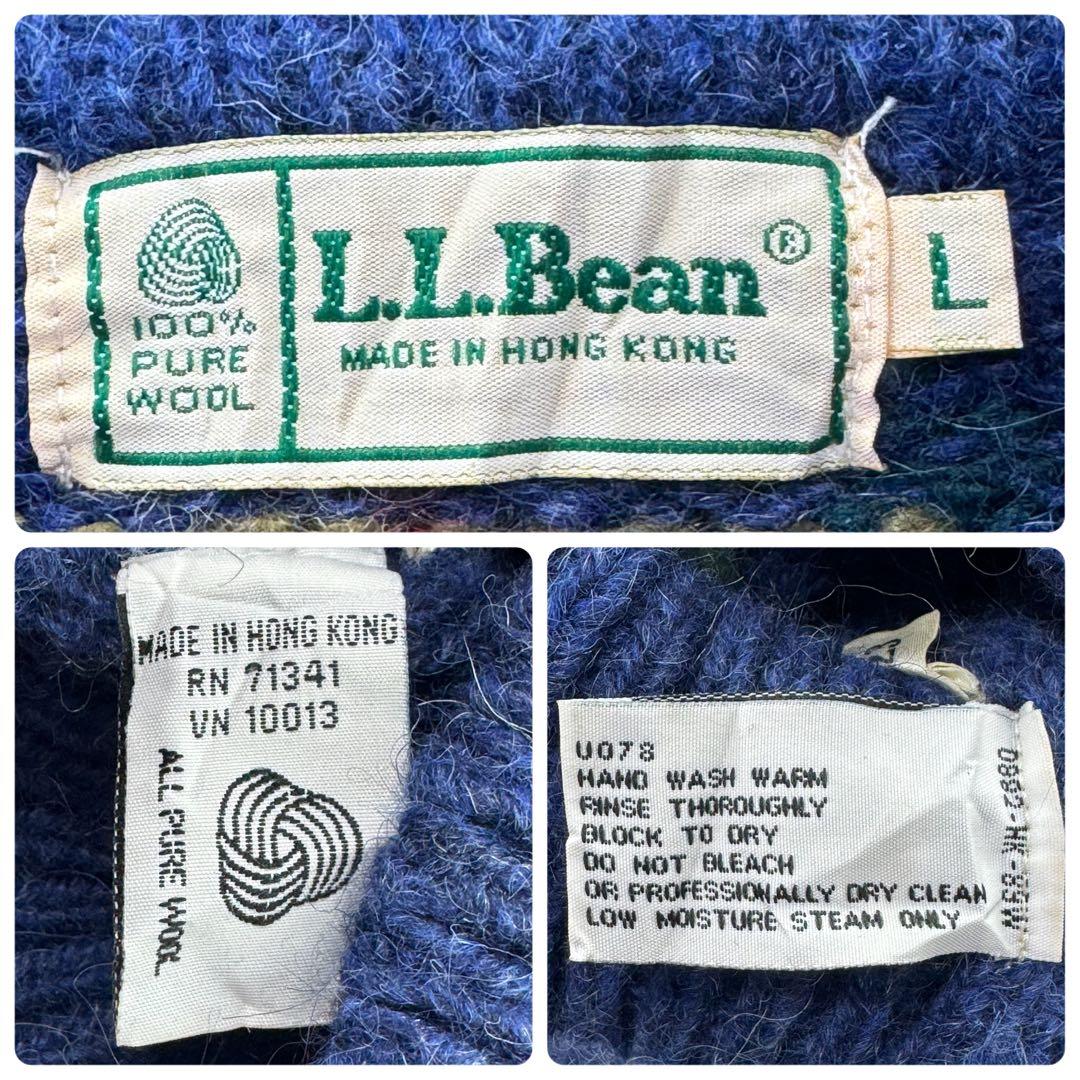 100%
PURE
WOOL
L.L.Bean®
MADE IN HONG KONG
L
MADE IN HONG KONG
RN 71341
VN 10013
ALL PURE WOOL
U078
HAND WASH WARM
RINSE THOROUGHLY
BLOCK TO DRY
DO NOT BLEACH
OR PROFESSIONALLY DRY CLEAN
LOW MOISTURE STEAM ONLY